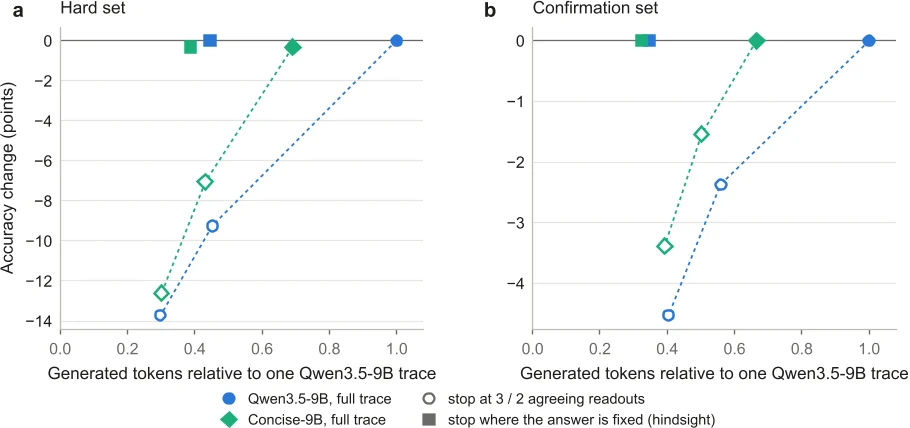 a Hard set
b Confirmation set
Accuracy change (points)
0
−2
−4
−6
−8
−10
−12
−14
0.0 0.2 0.4 0.6 0.8 1.0
Generated tokens relative to one Qwen3.5-9B trace
0
−1
−2
−3
−4
0.0 0.2 0.4 0.6 0.8 1.0
Generated tokens relative to one Qwen3.5-9B trace
Qwen3.5-9B, full trace
Concise-9B, full trace
stop at 3 / 2 agreeing readouts
stop where the answer is fixed (hindsight)